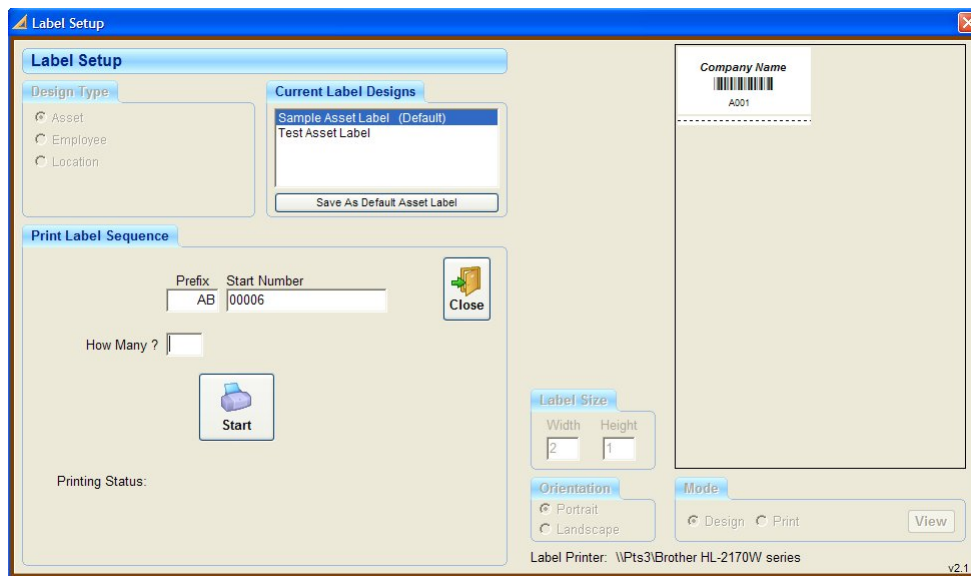 Label Setup
Label Setup
Design Type
Asset
Employee
Location
Current Label Designs
Sample Asset Label (Default)
Test Asset Label
Save As Default Asset Label
Company Name
A001
Print Label Sequence
Prefix Start Number
AB 00006
Close
How Many ?
Start
Printing Status:
Label Size
Width Height
2 1
Orientation
Portrait
Landscape
Mode
Design Print View
Label Printer: \\Pts3\Brother HL-2170W series
v2.1